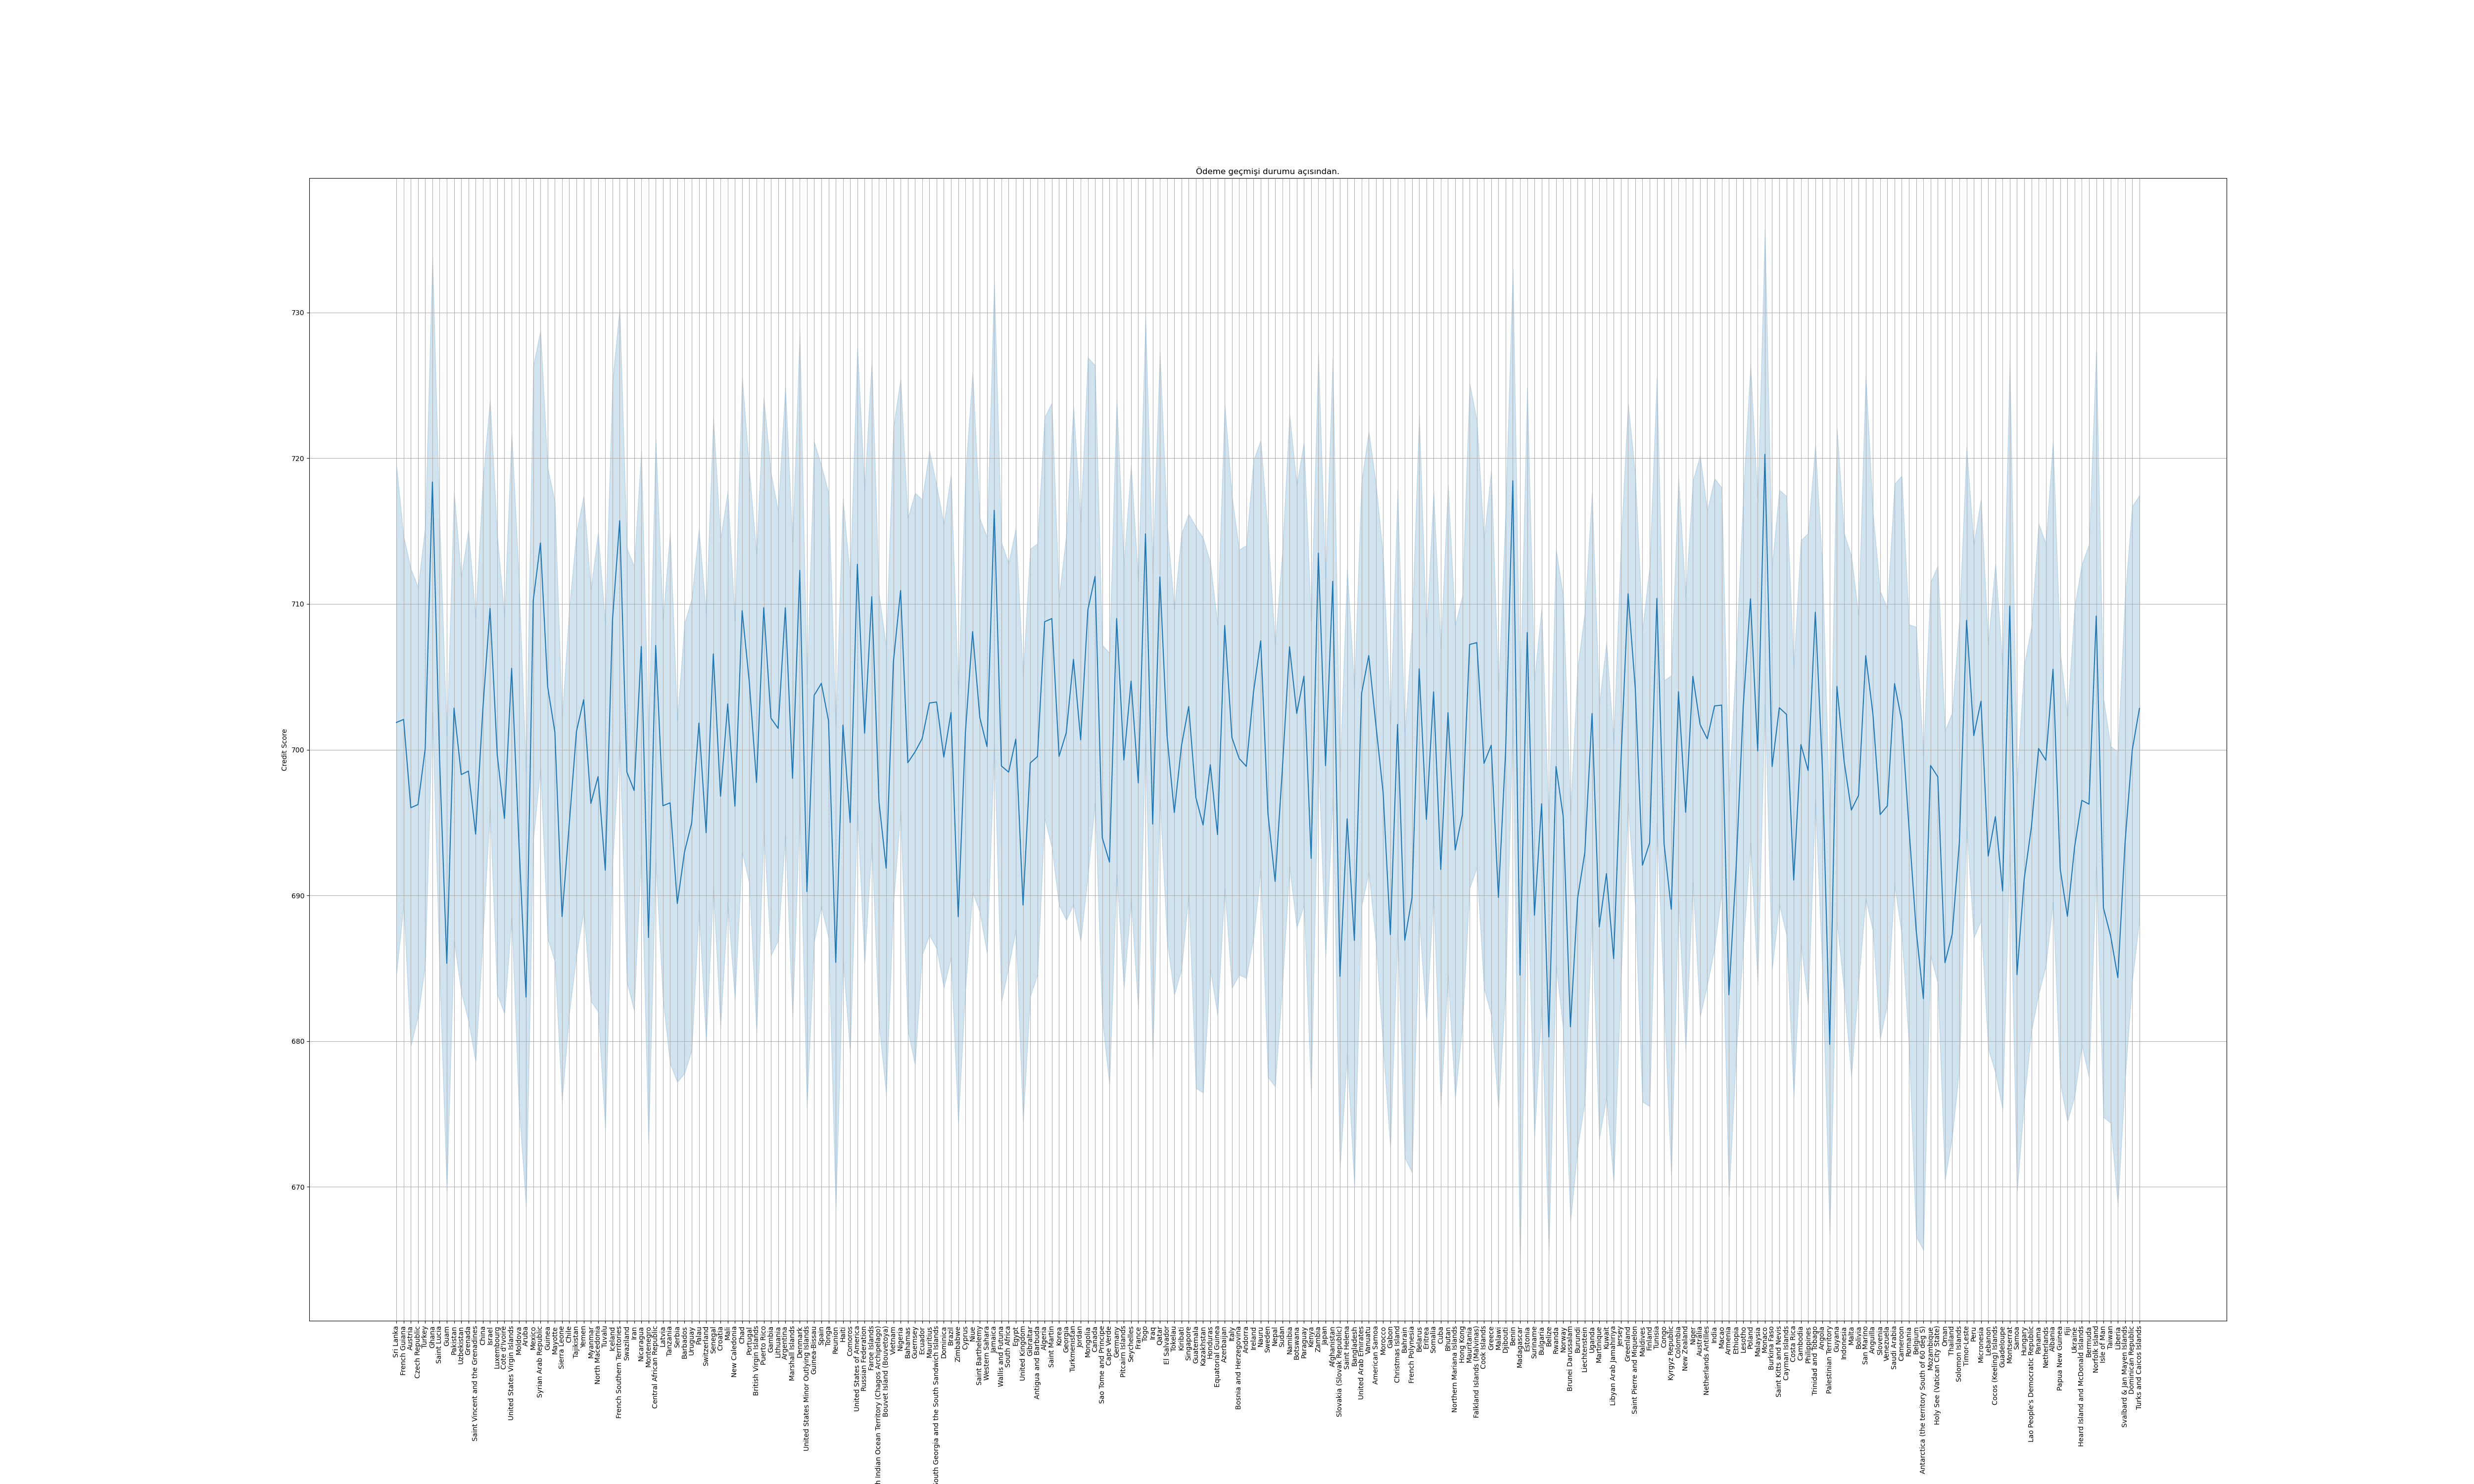 Ödeme geçmişi durumu açısından.
Credit Score
730
720
710
700
690
680
670
Sri Lanka
French Guiana
Austria
Czech Republic
Turkey
Ghana
Saint Lucia
Guam
Pakistan
Uzbekistan
Grenada
Saint Vincent and the Grenadines
China
Israel
Luxembourg
Cote d'Ivoire
United States Virgin Islands
Moldova
Aruba
Mexico
Syrian Arab Republic
Guinea
Mayotte
Sierra Leone
Chile
Tajikistan
Yemen
Myanmar
North Macedonia
Tuvalu
Iceland
French Southern Territories
Swaziland
Iran
Nicaragua
Montenegro
Central African Republic
Latvia
Tanzania
Serbia
Barbados
Uruguay
Palau
Switzerland
Senegal
Croatia
Mali
New Caledonia
Chad
Portugal
British Virgin Islands
Puerto Rico
Gambia
Lithuania
Argentina
Marshall Islands
Denmark
United States Minor Outlying Islands
Guinea-Bissau
Spain
Tonga
Reunion
Haiti
Comoros
United States of America
Russian Federation
Faroe Islands
Indian Ocean Territory (Chagos Archipelago)
Bouvet Island (Bouvetoya)
Vietnam
Nigeria
Bahamas
Guernsey
Ecuador
Mauritius
South Georgia and the South Sandwich Islands
Dominica
Brazil
Zimbabwe
Cyprus
Niue
Saint Barthelemy
Western Sahara
Jamaica
Wallis and Futuna
South Africa
Egypt
United Kingdom
Gibraltar
Antigua and Barbuda
Algeria
Saint Martin
Korea
Georgia
Turkmenistan
Jordan
Mongolia
Canada
Sao Tome and Principe
Cape Verde
Germany
Pitcairn Islands
Seychelles
France
Togo
Iraq
Qatar
El Salvador
Tokelau
Kiribati
Singapore
Guatemala
Kazakhstan
Honduras
Equatorial Guinea
Azerbaijan
Italy
Bosnia and Herzegovina
Andorra
Ireland
Nauru
Sweden
Nepal
Sudan
Namibia
Botswana
Paraguay
Kenya
Zambia
Japan
Afghanistan
Slovakia (Slovak Republic)
Saint Helena
Bangladesh
United Arab Emirates
Vanuatu
American Samoa
Morocco
Gabon
Christmas Island
Bahrain
French Polynesia
Belarus
Eritrea
Somalia
Cuba
Bhutan
Northern Mariana Islands
Hong Kong
Mauritania
Falkland Islands (Malvinas)
Cook Islands
Greece
Malawi
Djibouti
Benin
Madagascar
Estonia
Suriname
Bulgaria
Belize
Rwanda
Norway
Brunei Darussalam
Burundi
Liechtenstein
Uganda
Martinique
Kuwait
Libyan Arab Jamahiriya
Jersey
Greenland
Saint Pierre and Miquelon
Maldives
Finland
Tunisia
Congo
Kyrgyz Republic
Colombia
New Zealand
Niger
Australia
Netherlands Antilles
India
Macao
Armenia
Ethiopia
Lesotho
Poland
Malaysia
Monaco
Burkina Faso
Saint Kitts and Nevis
Cayman Islands
Costa Rica
Cambodia
Philippines
Trinidad and Tobago
Angola
Palestinian Territory
Guyana
Indonesia
Malta
Bolivia
San Marino
Anguilla
Slovenia
Venezuela
Saudi Arabia
Cameroon
Romania
Belgium
Antarctica (the territory South of 60 deg S)
Mozambique
Holy See (Vatican City State)
Oman
Thailand
Solomon Islands
Timor-Leste
Peru
Micronesia
Lebanon
Cocos (Keeling) Islands
Guadeloupe
Montserrat
Samoa
Hungary
Lao People's Democratic Republic
Panama
Netherlands
Albania
Papua New Guinea
Fiji
Ukraine
Heard Island and McDonald Islands
Bermuda
Norfolk Island
Isle of Man
Taiwan
Liberia
Svalbard & Jan Mayen Islands
Dominican Republic
Turks and Caicos Islands